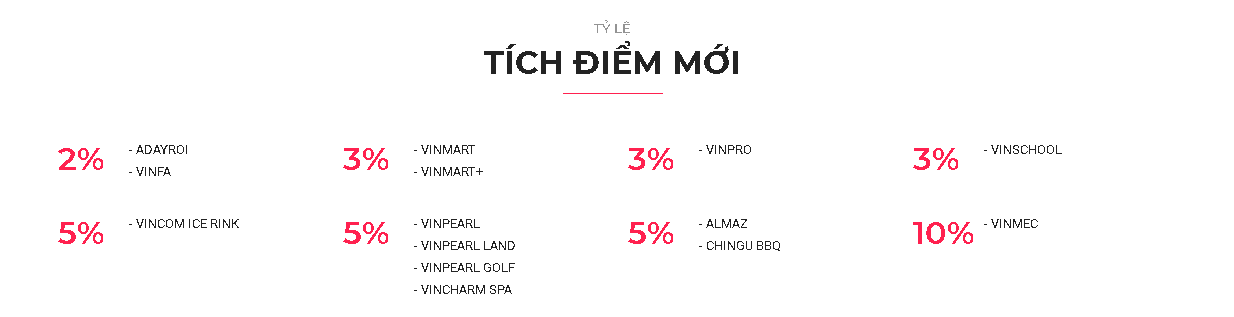 TỶ LỆ
TÍCH ĐIỂM MỚI
2%
- ADAYROI
- VINFA
3%
- VINMART
- VINMART+
3%
- VINPRO
3%
- VINSCHOOL
5%
- VINCOM ICE RINK
5%
- VINPEARL
- VINPEARL LAND
- VINPEARL GOLF
- VINCHARM SPA
5%
- ALMAZ
- CHINGU BBQ
10%
- VINMEC